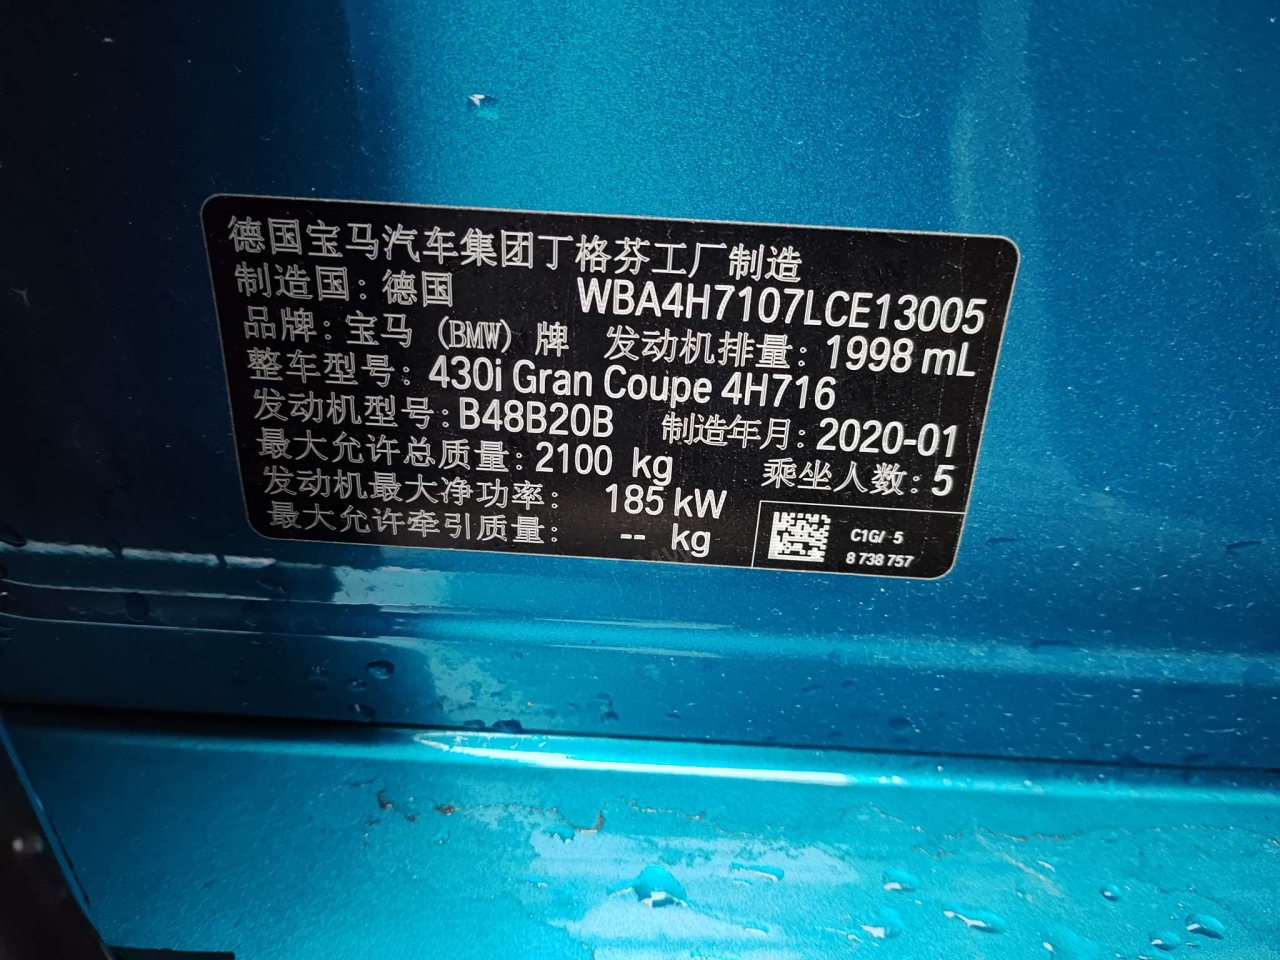 德国宝马汽车集团丁格芬工厂制造
制造国：德国 WBA4H7107LCE13005
品牌：宝马（BMW）牌 发动机排量：1998 mL
整车型号：430i Gran Coupe 4H716
发动机型号：B48B20B 制造年月：2020-01
最大允许总质量：2100 kg 乘坐人数：5
发动机最大净功率：185 kW
最大允许牵引质量：-- kg
C1G/ 5
8 738 757